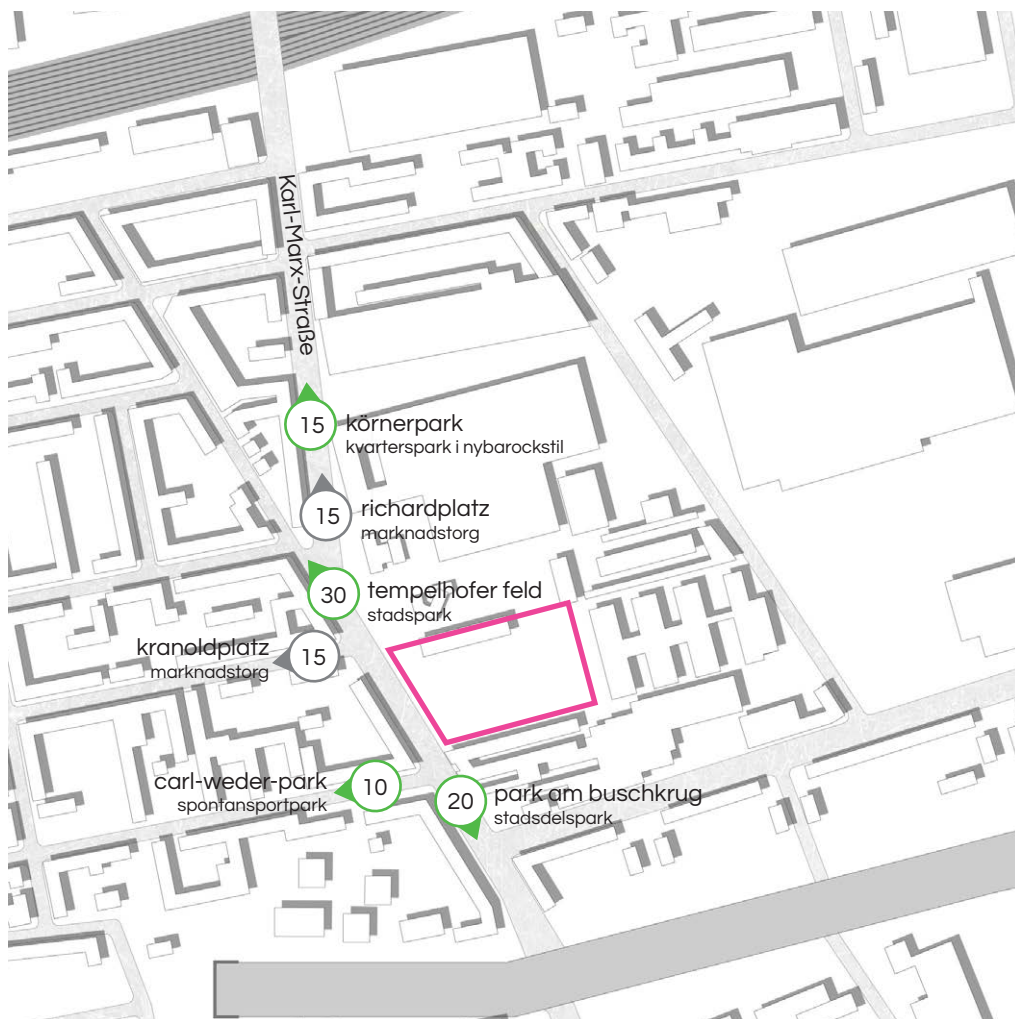 Karl-Marx-Straße
15
körnerpark
kvarterspark i nybarockstil
15
richardplatz
marknadstorg
30
tempelhofer feld
stadspark
kranoldplatz
marknadstorg
15
carl-weder-park
spontansportpark
10
20
park am buschkrug
stadsdelspark